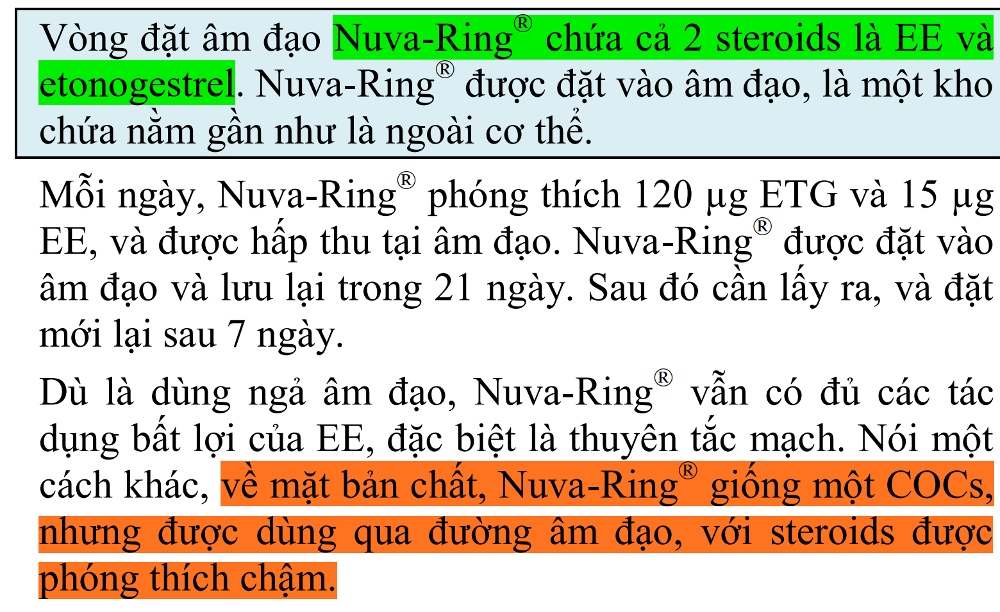 Vòng đặt âm đạo Nuva-Ring® chứa cả 2 steroids là EE và
etonogestrel. Nuva-Ring® được đặt vào âm đạo, là một kho
chứa nằm gần như là ngoài cơ thể.
Mỗi ngày, Nuva-Ring® phóng thích 120 µg ETG và 15 µg
EE, và được hấp thu tại âm đạo. Nuva-Ring® được đặt vào
âm đạo và lưu lại trong 21 ngày. Sau đó cần lấy ra, và đặt
mới lại sau 7 ngày.
Dù là dùng ngả âm đạo, Nuva-Ring® vẫn có đủ các tác
dụng bất lợi của EE, đặc biệt là thuyên tắc mạch. Nói một
cách khác, về mặt bản chất, Nuva-Ring® giống một COCs,
nhưng được dùng qua đường âm đạo, với steroids được
phóng thích chậm.